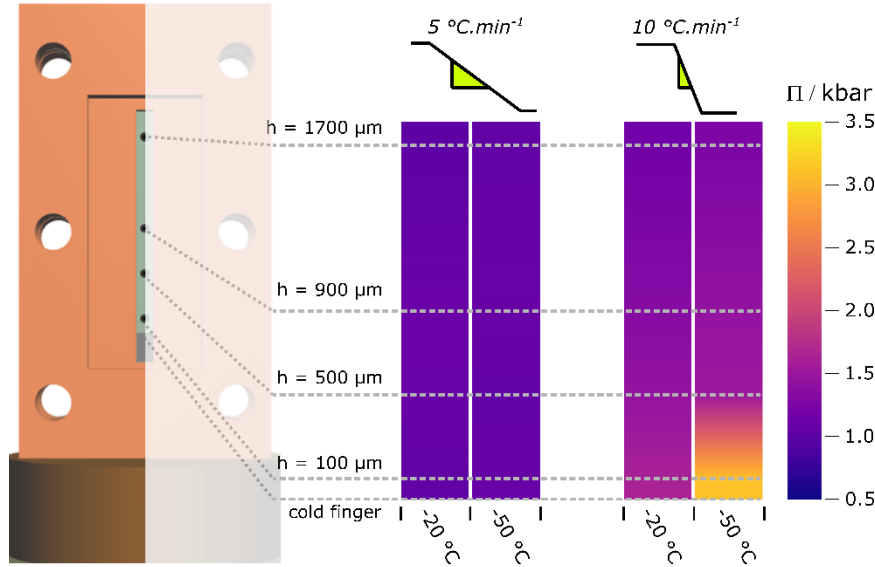 5 °C.min⁻¹
10 °C.min⁻¹
Π / kbar
h = 1700 µm
h = 900 µm
h = 500 µm
h = 100 µm
cold finger
3.5
3.0
2.5
2.0
1.5
1.0
0.5
-20 °C
-50 °C
-20 °C
-50 °C